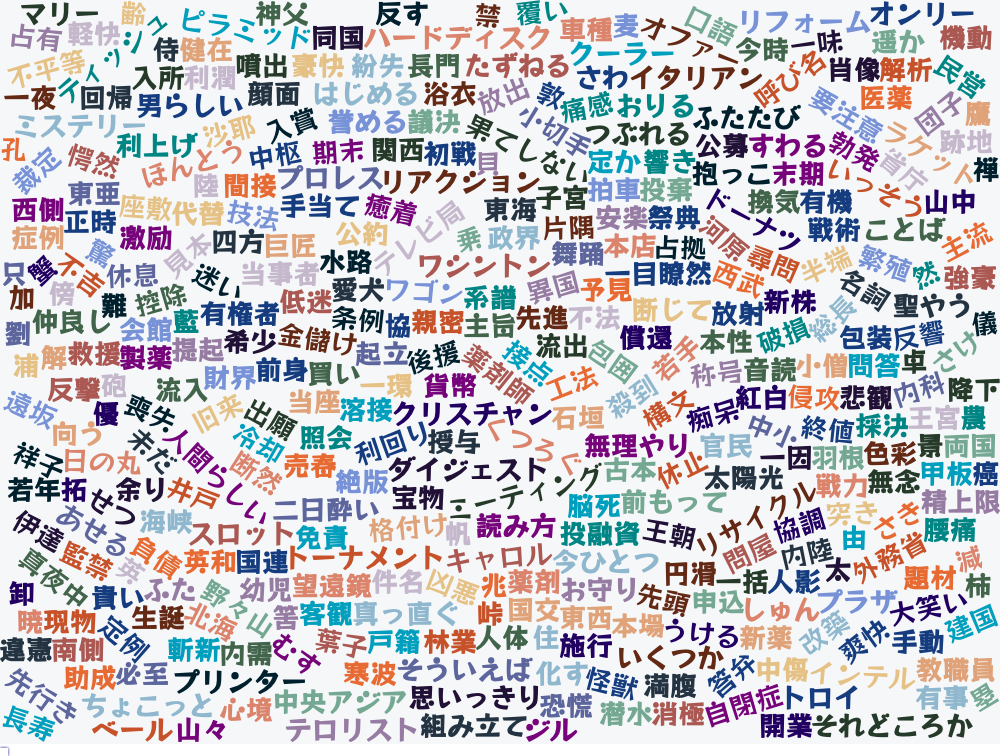 マリー 齢 ピラミッド 神父 反す 禁 覆い 車種 麦 オファー 口語 リフォーム オンリー
占有 軽快 ティッシュ 侍 健在 同国 ハードディスク クーラー 今時 一味 遥か 機動
不平等 入所 利潤 噴出 豪快 紛失 長門 たずねる さわ イタリアン 呼び名 肖像 解析 民営
一夜 回帰 男らしい 顔面 はじめる 浴衣 放出 敦 痛感 おりる ふたたび 要注意 医薬 団子 鷹
ミステリー 利上げ 沙耶 入賞 誉める 議決 果てしない 小切手 つぶれる 公募 すわる 勃発 ラケット 跡地
孔 裁定 愕然 ほんとう 中枢 期末 関西 初戦 貝 定か 響き 抱っこ 末期 いっそう 省庁 禅
東亜 陸 間接 プロレス リアクション 子宮 拍車 投棄 換気 有機 山中
西側 正時 座敷 代替 技法 手当て 癒着 テレビ局 東海 片隅 安楽 祭典 ドーナツ 戦術 ことば
症例 驚 激励 見本 四方 巨匠 公約 乗 政界 舞踊 本店 占拠 河原 尋問 半端 繁殖 主流
只 蟹 不吉 休息 迷い 当事者 水路 ワシントン 異国 予見 一目瞭然 西武 名詞 然 強豪
加 傍 難 控除 有権者 低迷 愛犬 ワゴン 系譜 断じて 放射 新株 総長 聖やう
劉 仲良し 会館 藍 希少 金儲け 条例 協 親密 主旨 先進 不法 償還 本性 破損 包装 反響 儀
浦 解 救援 製薬 提起 起立 後援 薬剤師 接点 流出 包囲 若手 称号 音読 小僧 問答 卓 さけ
反撃 砲 流入 財界 前身 買い 一環 貨幣 工法 殺到 横文 痴呆 紅白 侵攻 悲観 内科 降下
遠坂 優 喪失 旧来 出願 当座 溶接 クリスチャン 石垣 中小 終値 採決 王宮 農
向う 未だ 人間らしい 冷却 照会 利回り 授与 くつろぐ 無理やり 官民 一因 羽根 色彩 景 両国
祥子 日の丸 断然 売春 絶版 ダイジェスト 古本 休止 太陽光 戦力 無念 甲板 癌
若年 拓 せつ 余り 井戸 二日酔い 宝物 ミーティング 脳死 前もって リサイクル 突き 精上限
伊達 あせる 海峡 スロット 免責 格付け 帆 読み方 投融資 王朝 協調 由 さき 腰痛
真夜中 監禁 英 負債 英和 国連 トーナメント キャロル 今ひとつ 問屋 内陸 太 外務省 減
卸 貴い ふた 野々山 幼児 望遠鏡 件名 凶悪 兆 薬剤 お守り 円滑 一括 人影 題材 柿
暁 現物 定例 生誕 北海 筈 客観 真っ直ぐ 峠 国交 東西 本場 先頭 申込 しゅん プラザ 大笑い 建国
違憲 南側 斬新 内需 むす 葉子 戸籍 林業 人体 住 施行 うける 新薬 改築 爽快 手動
助成 必至 プリンター 寒波 そういえば 化す 怪獣 満腹 いくつか 答弁 中傷 インテル 教職員
先行き ちょこっと 心境 中央アジア 思いっきり 恐慌 潜水 消極 自閉症 トロイ 有事 塁
長寿 ベール 山々 テロリスト 組み立て ジル 開業 それどころか